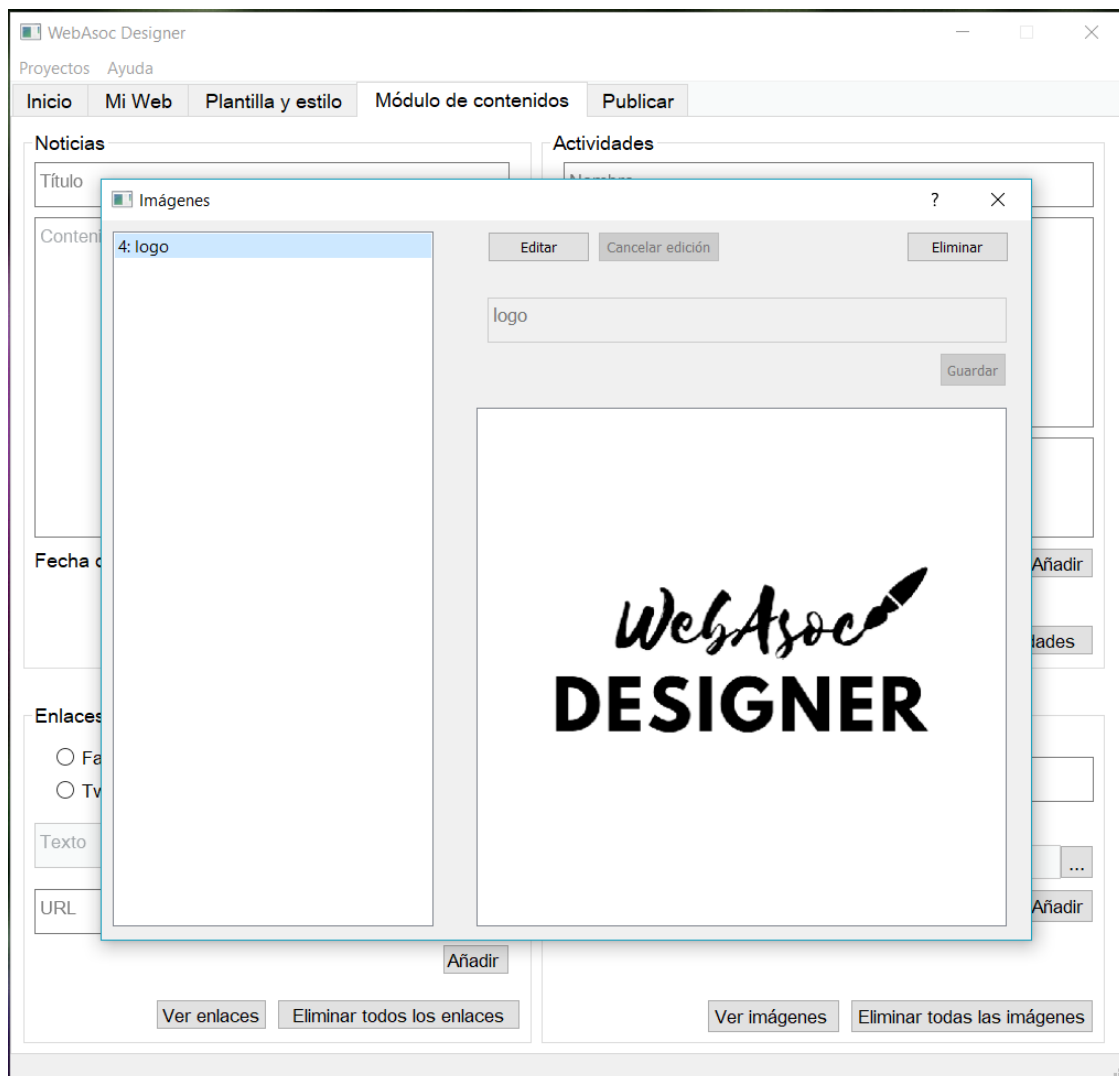 WebAsoc Designer
Proyectos Ayuda
Inicio Mi Web Plantilla y estilo Módulo de contenidos Publicar
Noticias
Actividades
Título
Imágenes
?
4: logo
Editar Cancelar edición Eliminar
logo
Guardar
WebAsoc
DESIGNER
Fecha
Añadir
Enlaces
Texto
...
URL
Añadir
Añadir
Ver enlaces Eliminar todos los enlaces
Ver imágenes Eliminar todas las imágenes